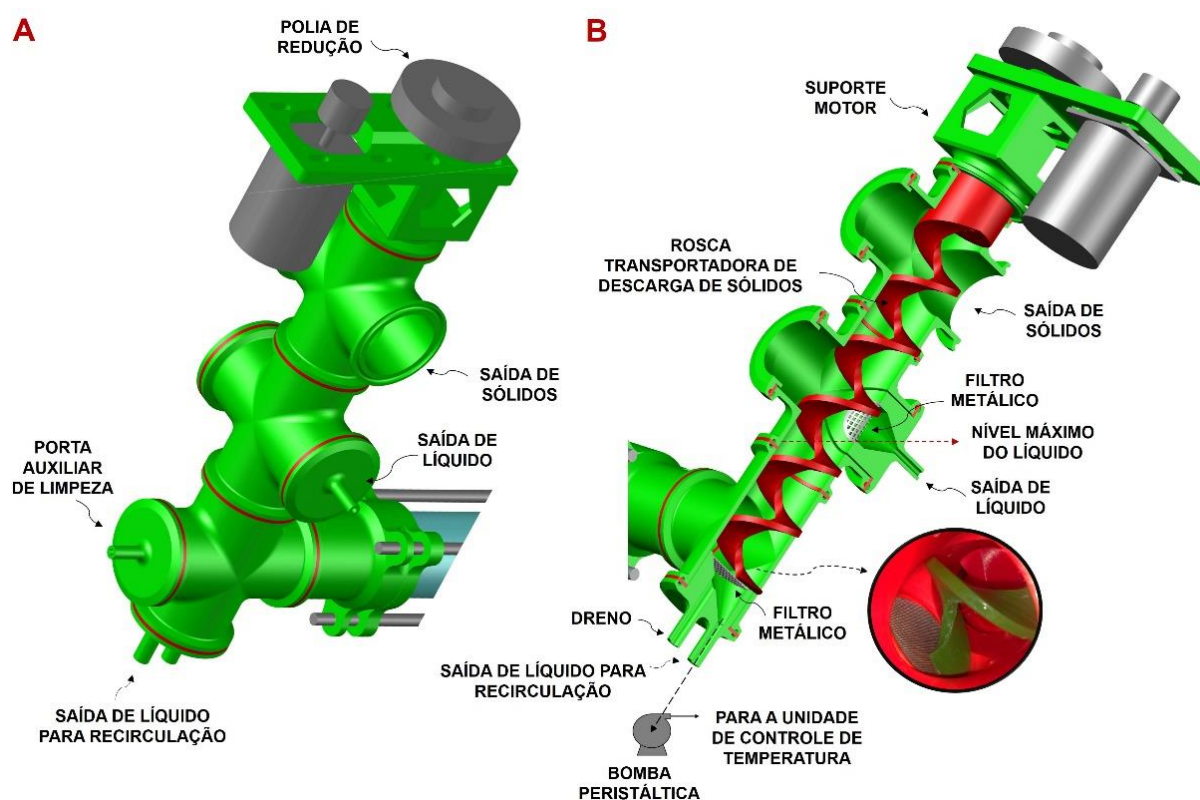 A
POLIA DE
REDUÇÃO
SAÍDA DE
SÓLIDOS
SAÍDA DE
LÍQUIDO
PORTA
AUXILIAR
DE LIMPEZA
SAÍDA DE LÍQUIDO
PARA RECIRCULAÇÃO
B
SUPORTE
MOTOR
ROSCA
TRANSPORTADORA DE
DESCARGA DE SÓLIDOS
SAÍDA DE
SÓLIDOS
FILTRO
METÁLICO
NÍVEL MÁXIMO
DO LÍQUIDO
SAÍDA DE
LÍQUIDO
DRENO
FILTRO
METÁLICO
SAÍDA DE LÍQUIDO PARA
RECIRCULAÇÃO
PARA A UNIDADE
DE CONTROLE DE
TEMPERATURA
BOMBA
PERISTÁLTICA